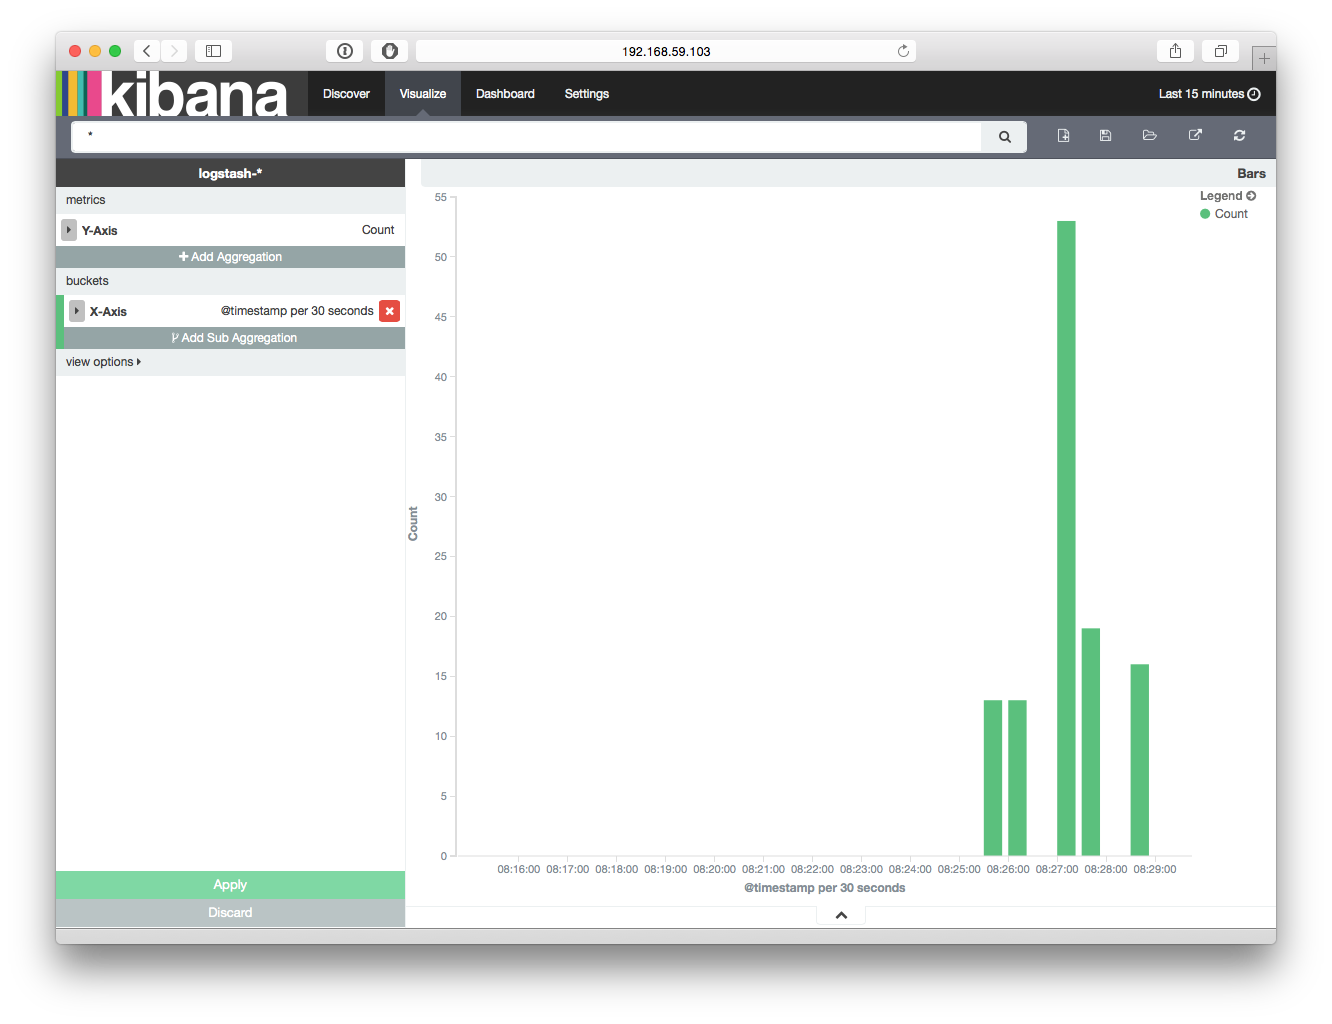 192.168.59.103
kibana
Discover
Visualize
Dashboard
Settings
Last 15 minutes
*
logstash-*
Bars
metrics
Y-Axis Count
Add Aggregation
buckets
X-Axis @timestamp per 30 seconds
Add Sub Aggregation
view options
Apply
Discard
Legend
Count
55
50
45
40
35
30
25
20
15
10
5
0
Count
08:16:00 08:17:00 08:18:00 08:19:00 08:20:00 08:21:00 08:22:00 08:23:00 08:24:00 08:25:00 08:26:00 08:27:00 08:28:00 08:29:00
@timestamp per 30 seconds